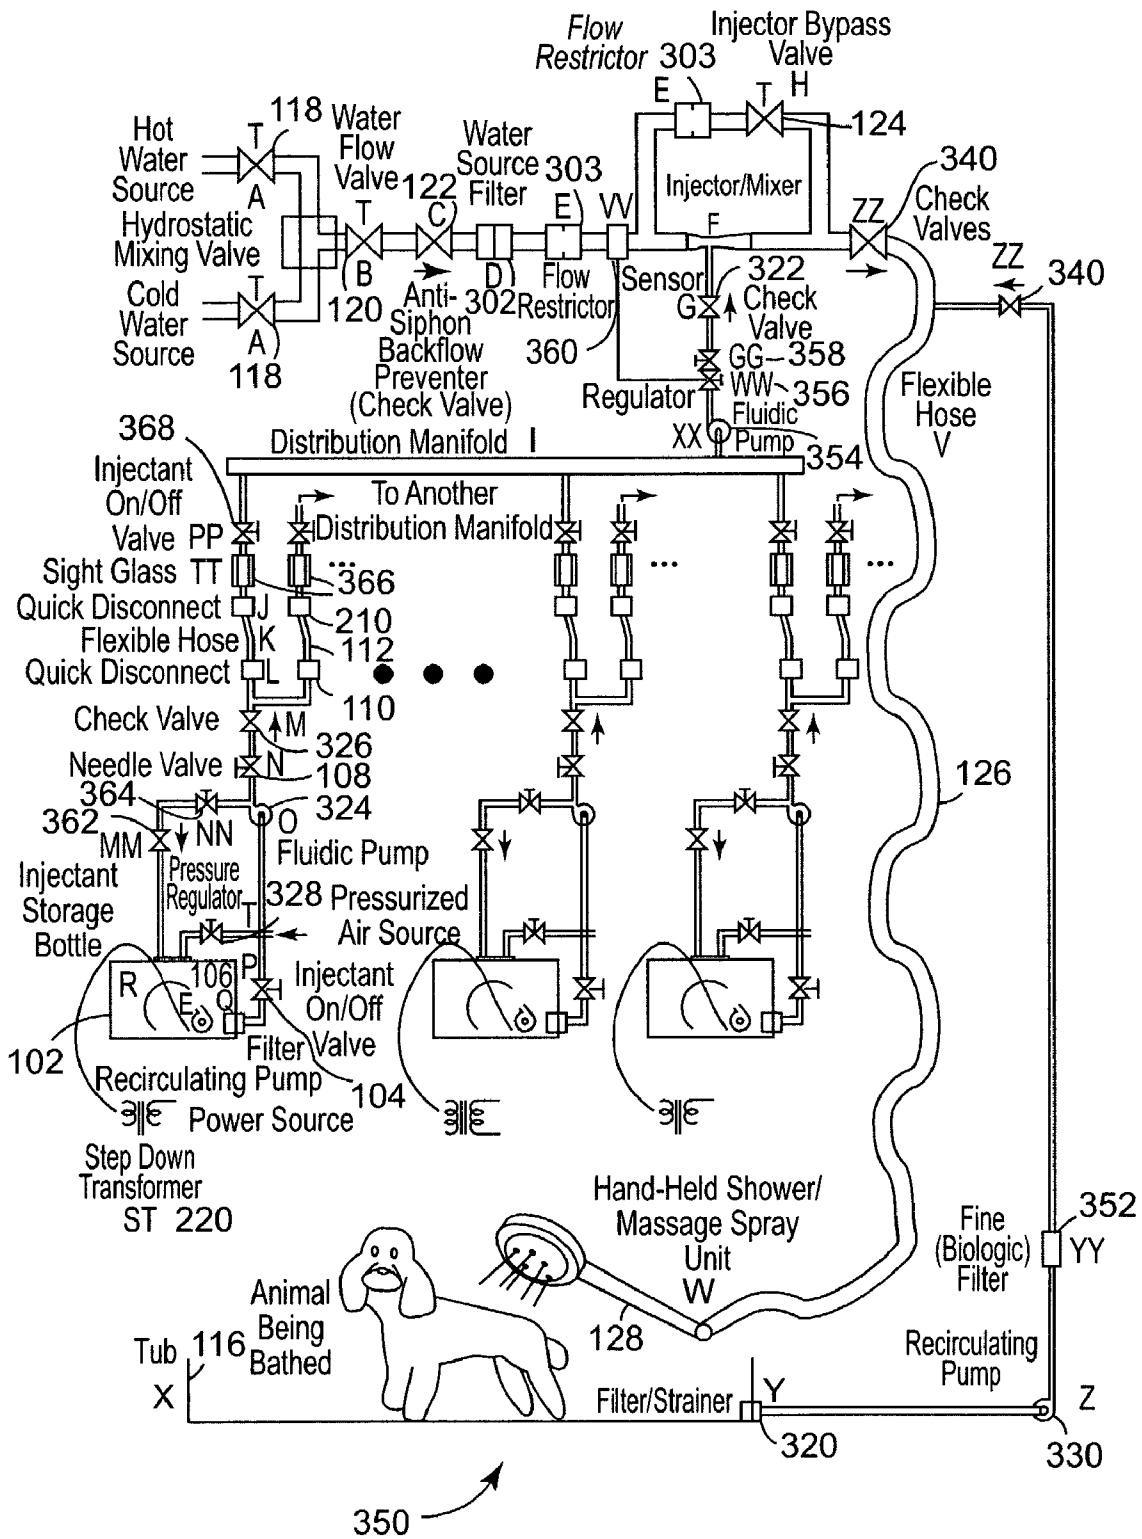 Flow
Restrictor 303
E
Injector Bypass
Valve
H
T
124
Hot
Water
Source
T
118
A
Water
Flow
Valve
T
B
120
122
C
Water
Source
Filter
D
302
303
E
Flow
Restrictor
VV
Injector/Mixer
F
340
ZZ
Check
Valves
ZZ
340
Hydrostatic
Mixing Valve
Cold
Water
Source
T
A
118
Anti-
Siphon
Backflow
Preventer
(Check Valve)
Sensor
360
322
G
Check
Valve
GG 358
WW 356
Regulator
XX
Fluidic
Pump
354
Flexible
Hose
V
368
Distribution Manifold I
Injectant
On/Off
Valve PP
To Another
Distribution Manifold
...
...
...
Sight Glass TT
366
Quick Disconnect J
210
Flexible Hose K
112
Quick Disconnect L
110
Check Valve
M
326
Needle Valve N
108
364
324
362
NN
O
MM
Fluidic Pump
126
Injectant
Storage
Bottle
Pressure
Regulator
T
328
Pressurized
Air Source
R
106
P
E
Q
Injectant
On/Off
Valve
102
Filter
104
Recirculating Pump
Power Source
Step Down
Transformer
ST 220
Hand-Held Shower/
Massage Spray
Unit
W
128
Fine
(Biologic)
Filter
352
YY
Animal
Being
Bathed
Tub
116
X
Recirculating
Pump
Filter/Strainer
Y
320
Z
330
350